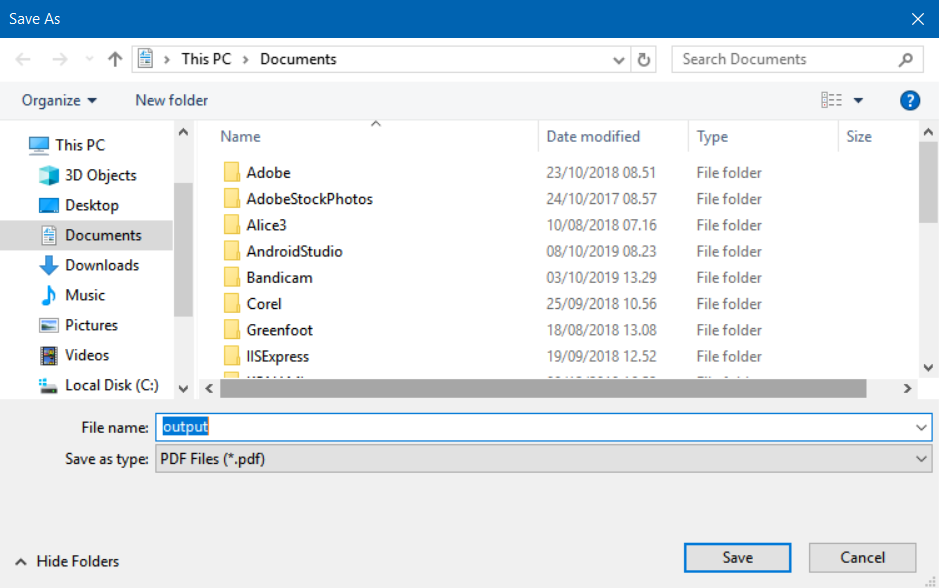 Save As
This PC > Documents
Search Documents
Organize New folder
Name Date modified Type Size
This PC
3D Objects
Desktop
Documents
Downloads
Music
Pictures
Videos
Local Disk (C:)
Adobe 23/10/2018 08.51 File folder
AdobeStockPhotos 24/10/2017 08.57 File folder
Alice3 10/08/2018 07.16 File folder
AndroidStudio 08/10/2019 08.23 File folder
Bandicam 03/10/2019 13.29 File folder
Corel 25/09/2018 10.56 File folder
Greenfoot 18/08/2018 13.08 File folder
IISExpress 19/09/2018 12.52 File folder
File name: output
Save as type: PDF Files (*.pdf)
Hide Folders
Save
Cancel